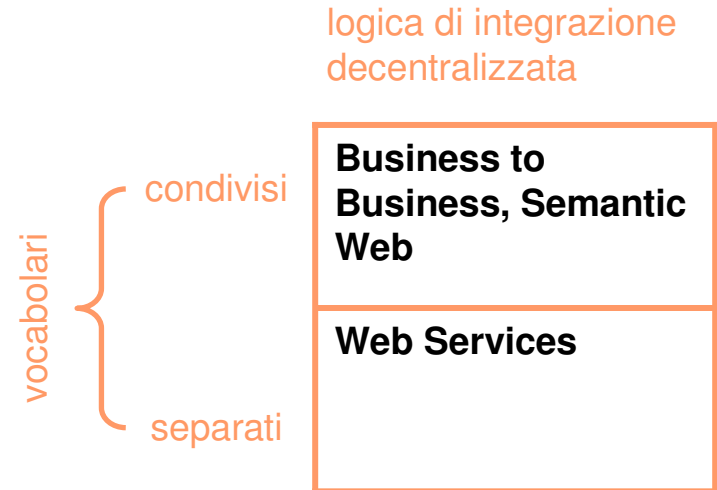 logica di integrazione
decentralizzata
condivisi
Business to
Business, Semantic
Web
vocabolari
Web Services
separati